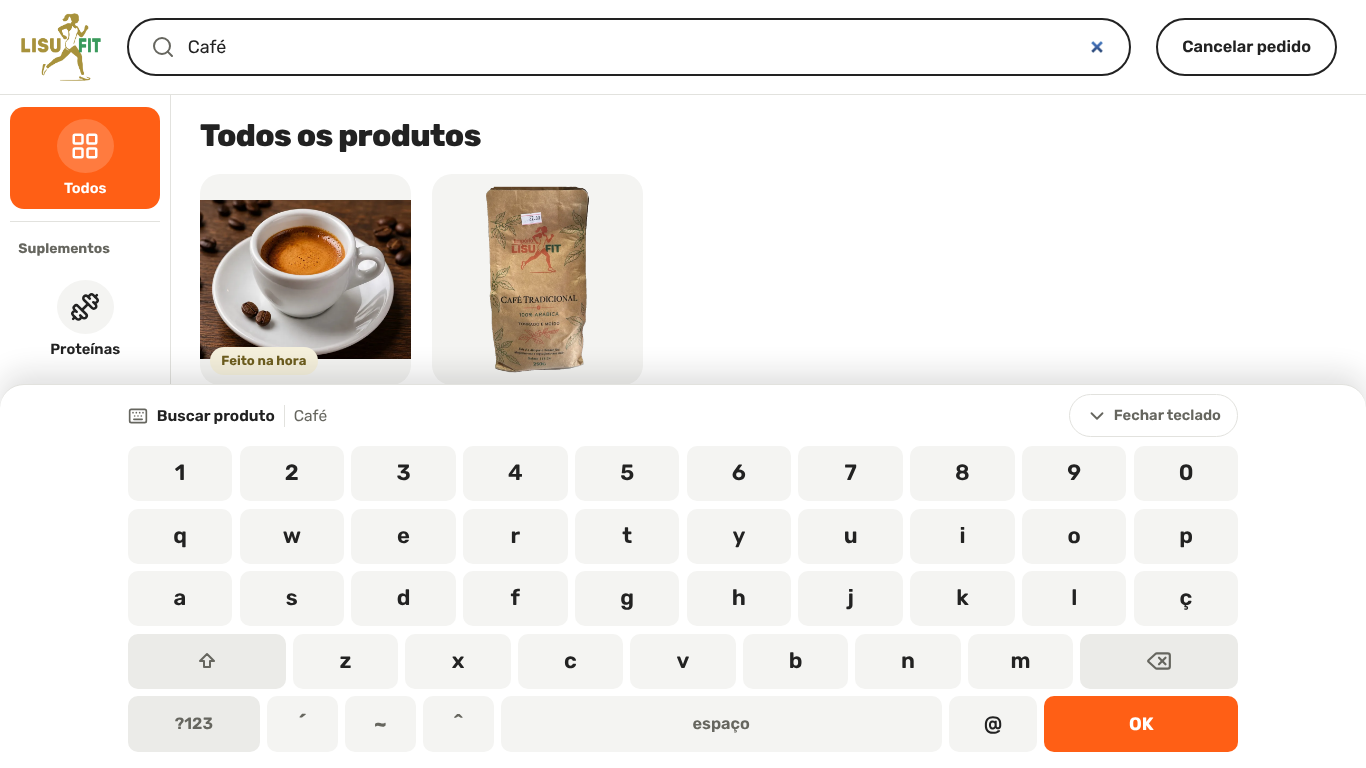 LISU FIT
Café
Cancelar pedido
Todos
Todos os produtos
Suplementos
Proteínas
Feito na hora
LISU FIT
CAFÉ TRADICIONAL
100% ARABICA
Buscar produto
Café
Fechar teclado
1 2 3 4 5 6 7 8 9 0
q w e r t y u i o p
a s d f g h j k l ç
z x c v b n m
?123 ´ ~ ^ espaço @ OK